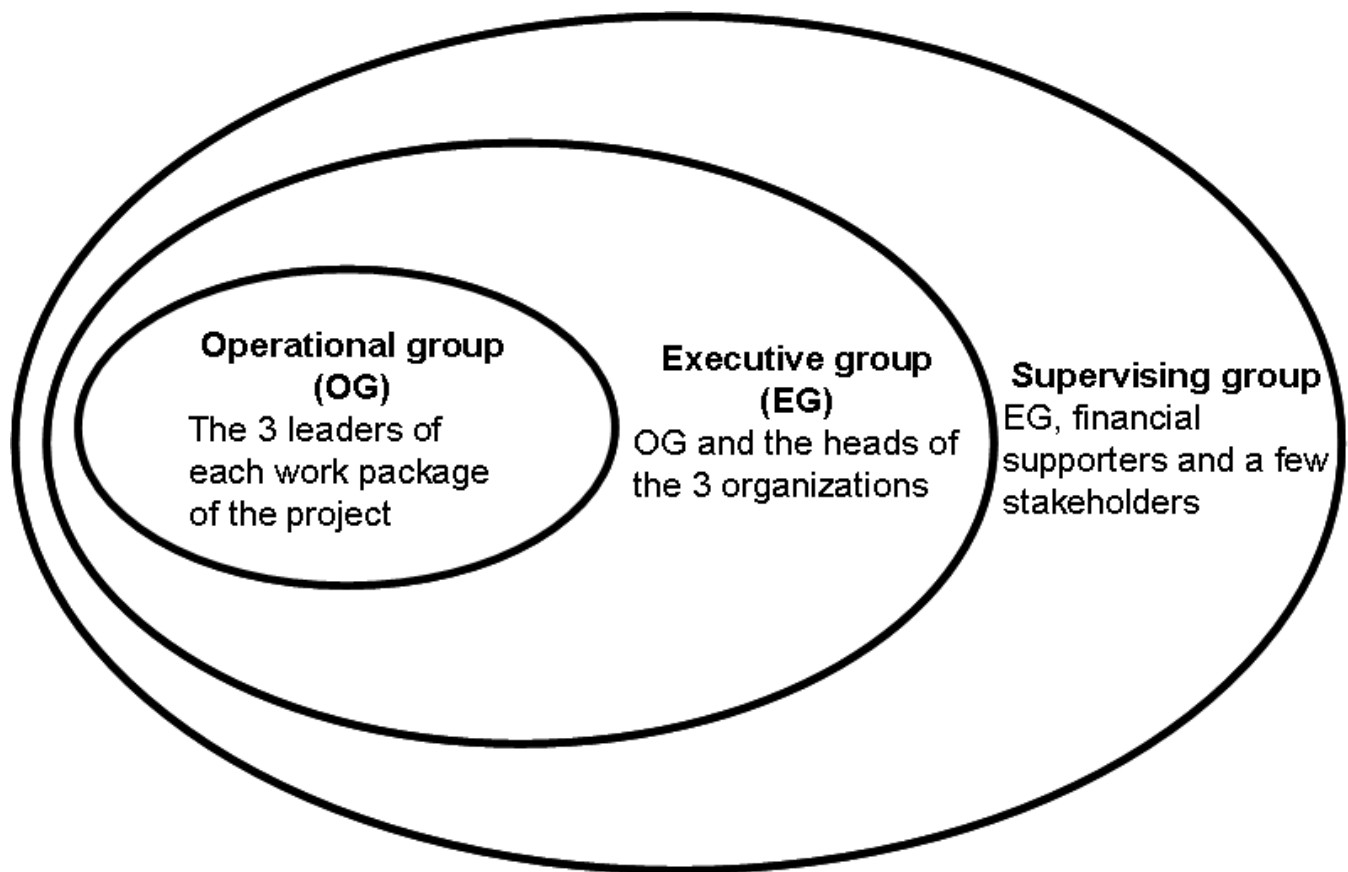 Operational group
(OG)
The 3 leaders of
each work package
of the project
Executive group
(EG)
OG and the heads of
the 3 organizations
Supervising group
EG, financial
supporters and a few
stakeholders